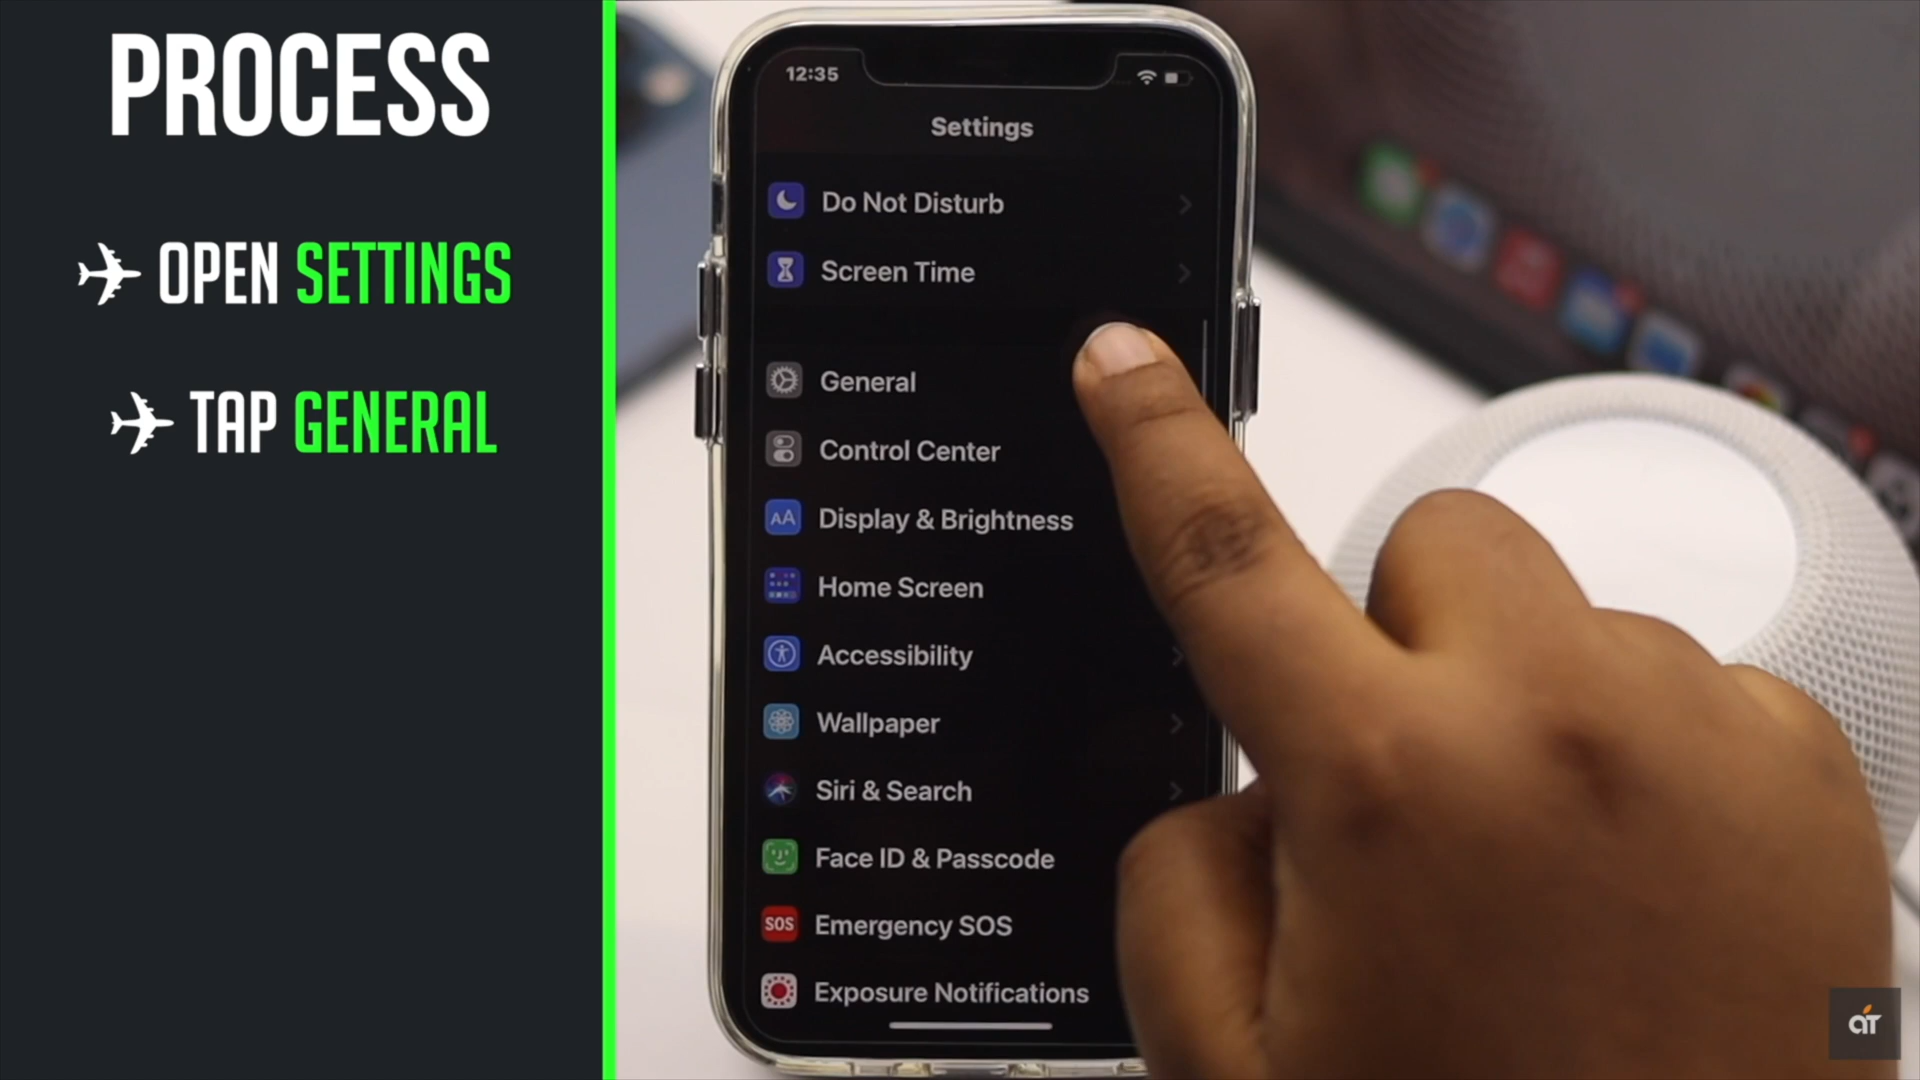 PROCESS
OPEN SETTINGS
TAP GENERAL
12:35
Settings
Do Not Disturb
Screen Time
General
Control Center
AA Display & Brightness
Home Screen
Accessibility
Wallpaper
Siri & Search
Face ID & Passcode
SOS Emergency SOS
Exposure Notifications
aT